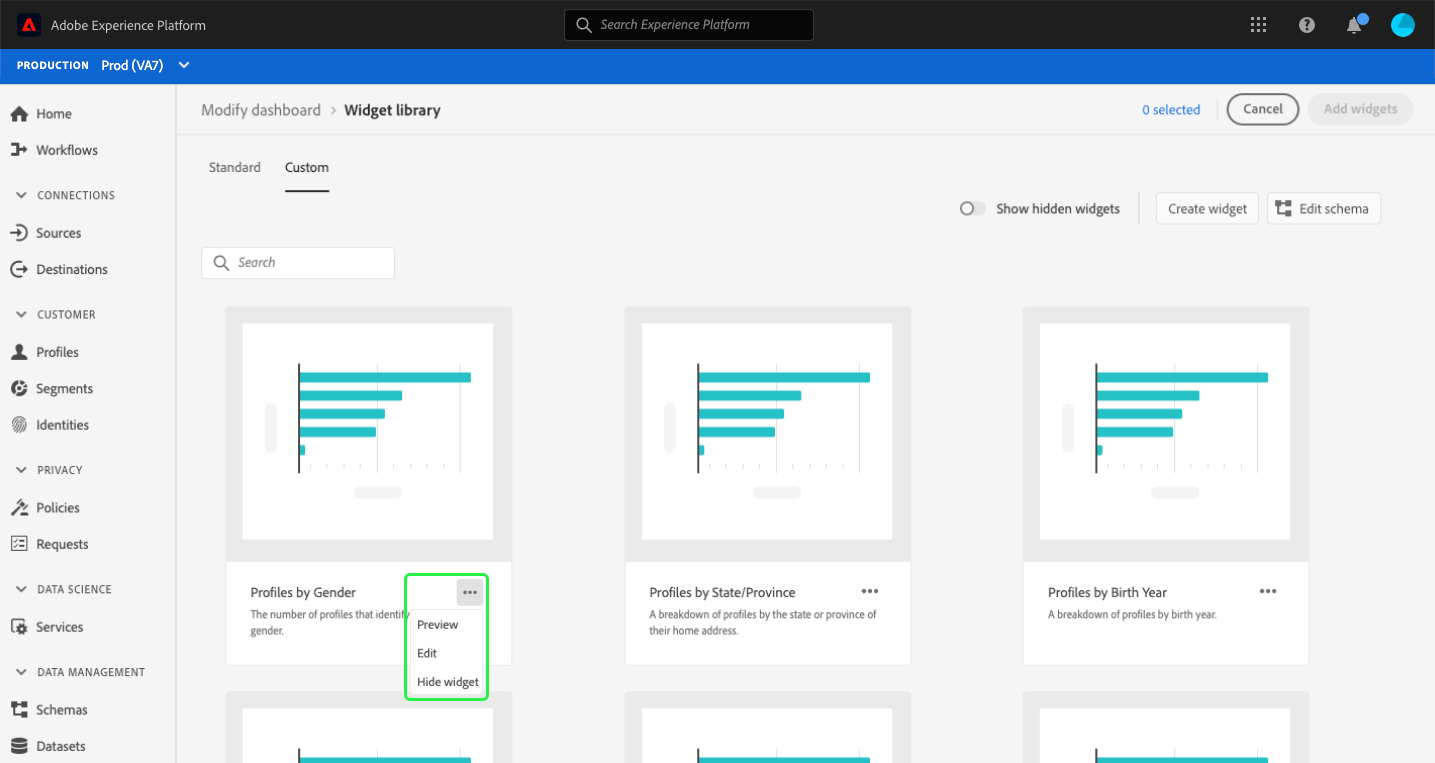 Adobe Experience Platform
Search Experience Platform
PRODUCTION Prod (VA7)
Home
Workflows
CONNECTIONS
Sources
Destinations
CUSTOMER
Profiles
Segments
Identities
PRIVACY
Policies
Requests
DATA SCIENCE
Services
DATA MANAGEMENT
Schemas
Datasets
Modify dashboard > Widget library
0 selected
Cancel
Add widgets
Standard
Custom
Show hidden widgets
Create widget
Edit schema
Search
Profiles by Gender
The number of profiles that identify
gender.
Preview
Edit
Hide widget
Profiles by State/Province
A breakdown of profiles by the state or province of
their home address.
Profiles by Birth Year
A breakdown of profiles by birth year.